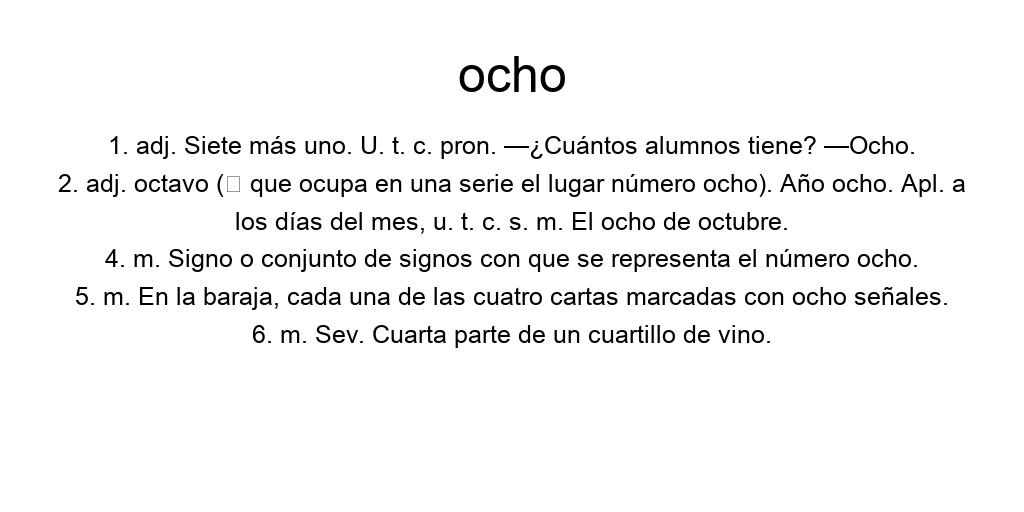 ocho
1. adj. Siete más uno. U. t. c. pron. —¿Cuántos alumnos tiene? —Ocho.
2. adj. octavo ( que ocupa en una serie el lugar número ocho). Año ocho. Apl. a
los días del mes, u. t. c. s. m. El ocho de octubre.
4. m. Signo o conjunto de signos con que se representa el número ocho.
5. m. En la baraja, cada una de las cuatro cartas marcadas con ocho señales.
6. m. Sev. Cuarta parte de un cuartillo de vino.